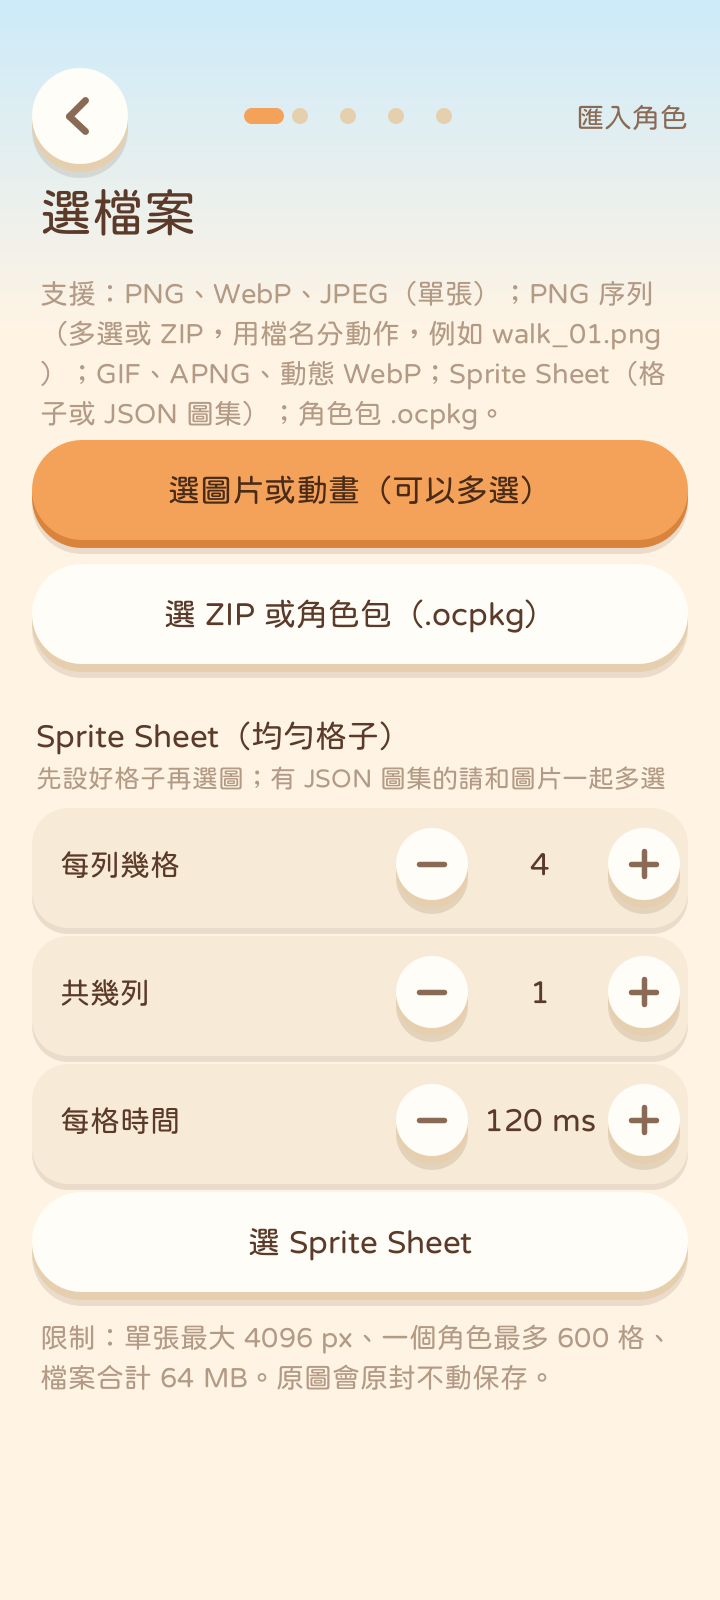 匯入角色
選檔案
支援：PNG、WebP、JPEG（單張）；PNG 序列
（多選或 ZIP，用檔名分動作，例如 walk_01.png
）；GIF、APNG、動態 WebP；Sprite Sheet（格
子或 JSON 圖集）；角色包 .ocpkg。
選圖片或動畫（可以多選）
選 ZIP 或角色包（.ocpkg）
Sprite Sheet（均勻格子）
先設好格子再選圖；有 JSON 圖集的請和圖片一起多選
每列幾格 4
共幾列 1
每格時間 120 ms
選 Sprite Sheet
限制：單張最大 4096 px、一個角色最多 600 格、
檔案合計 64 MB。原圖會原封不動保存。